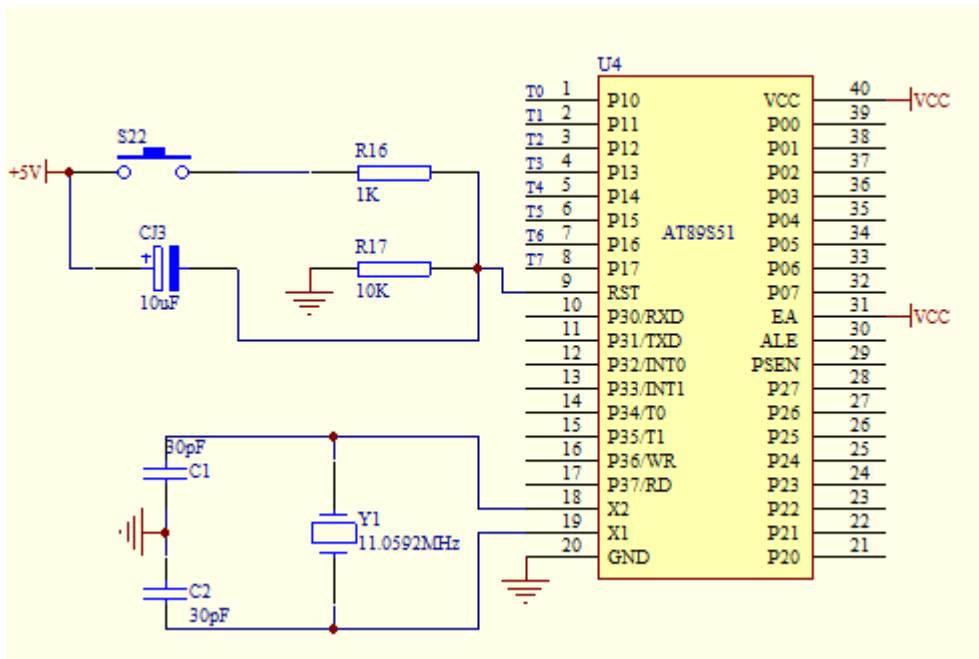 U4
AT89S51
T0 1 P10
T1 2 P11
T2 3 P12
T3 4 P13
T4 5 P14
T5 6 P15
T6 7 P16
T7 8 P17
9 RST
10 P30/RXD
11 P31/TXD
12 P32/INT0
13 P33/INT1
14 P34/T0
15 P35/T1
16 P36/WR
17 P37/RD
18 X2
19 X1
20 GND
VCC 40 VCC
P00 39
P01 38
P02 37
P03 36
P04 35
P05 34
P06 33
P07 32
EA 31 VCC
ALE 30
PSEN 29
P27 28
P26 27
P25 26
P24 25
P23 24
P22 23
P21 22
P20 21
+5V
S22
R16
1K
CJ3
+
10uF
R17
10K
30pF
C1
Y1
11.0592MHz
C2
30pF